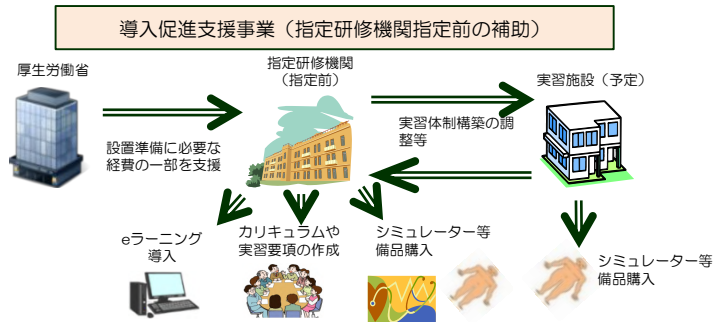 導入促進支援事業（指定研修機関指定前の補助）
厚生労働省
指定研修機関
（指定前）
実習施設（予定）
設置準備に必要な
経費の一部を支援
実習体制構築の調
整等
eラーニング
導入
カリキュラムや
実習要項の作成
シミュレーター等
備品購入
シミュレーター等
備品購入